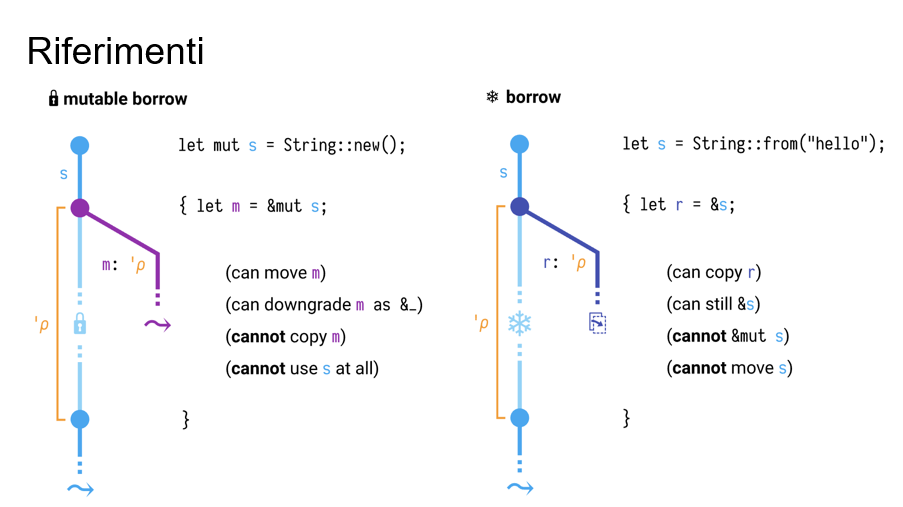 Riferimenti
mutable borrow
let mut s = String::new();
s
{ let m = &mut s;
m: 'ρ
(can move m)
(can downgrade m as &_)
'ρ
(cannot copy m)
(cannot use s at all)
}
borrow
let s = String::from("hello");
s
{ let r = &s;
r: 'ρ
(can copy r)
(can still &s)
'ρ
(cannot &mut s)
(cannot move s)
}